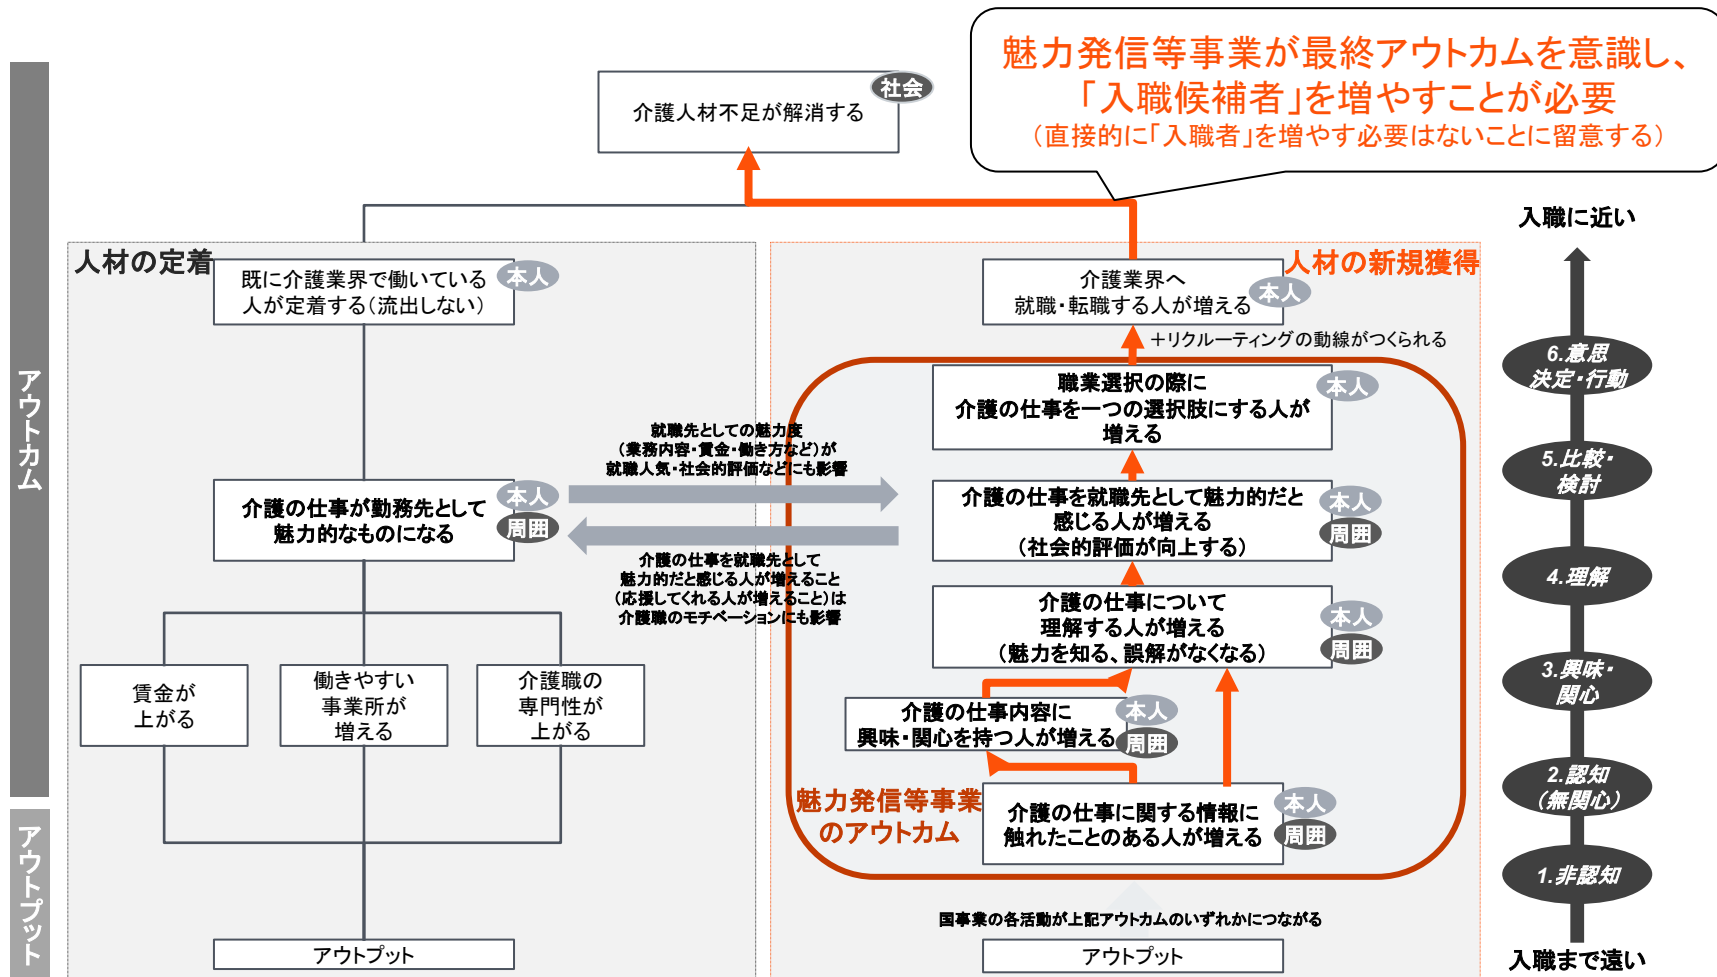 魅力発信等事業が最終アウトカムを意識し、
「入職候補者」を増やすことが必要
（直接的に「入職者」を増やす必要はないことに留意する）
社会
介護人材不足が解消する
アウトカム
アウトプット
人材の定着
既に介護業界で働いている
人が定着する（流出しない）
本人
介護の仕事が勤務先として
魅力的なものになる
本人
周囲
賃金が
上がる
働きやすい
事業所が
増える
介護職の
専門性が
上がる
アウトプット
就職先としての魅力度
（業務内容・賃金・働き方など）が
就職人気・社会的評価などにも影響
介護の仕事を就職先として
魅力的だと感じる人が増えること
（応援してくれる人が増えること）は
介護職のモチベーションにも影響
人材の新規獲得
介護業界へ
就職・転職する人が増える
本人
＋リクルーティングの動線がつくられる
職業選択の際に
介護の仕事を一つの選択肢にする人が
増える
本人
介護の仕事を就職先として魅力的だと
感じる人が増える
（社会的評価が向上する）
本人
周囲
介護の仕事について
理解する人が増える
（魅力を知る、誤解がなくなる）
本人
周囲
介護の仕事内容に
興味・関心を持つ人が増える
本人
周囲
魅力発信等事業
のアウトカム
介護の仕事に関する情報に
触れたことのある人が増える
本人
周囲
国事業の各活動が上記アウトカムのいずれかにつながる
アウトプット
入職に近い
6.意思
決定・行動
5.比較・
検討
4.理解
3.興味・
関心
2.認知
（無関心）
1.非認知
入職まで遠い